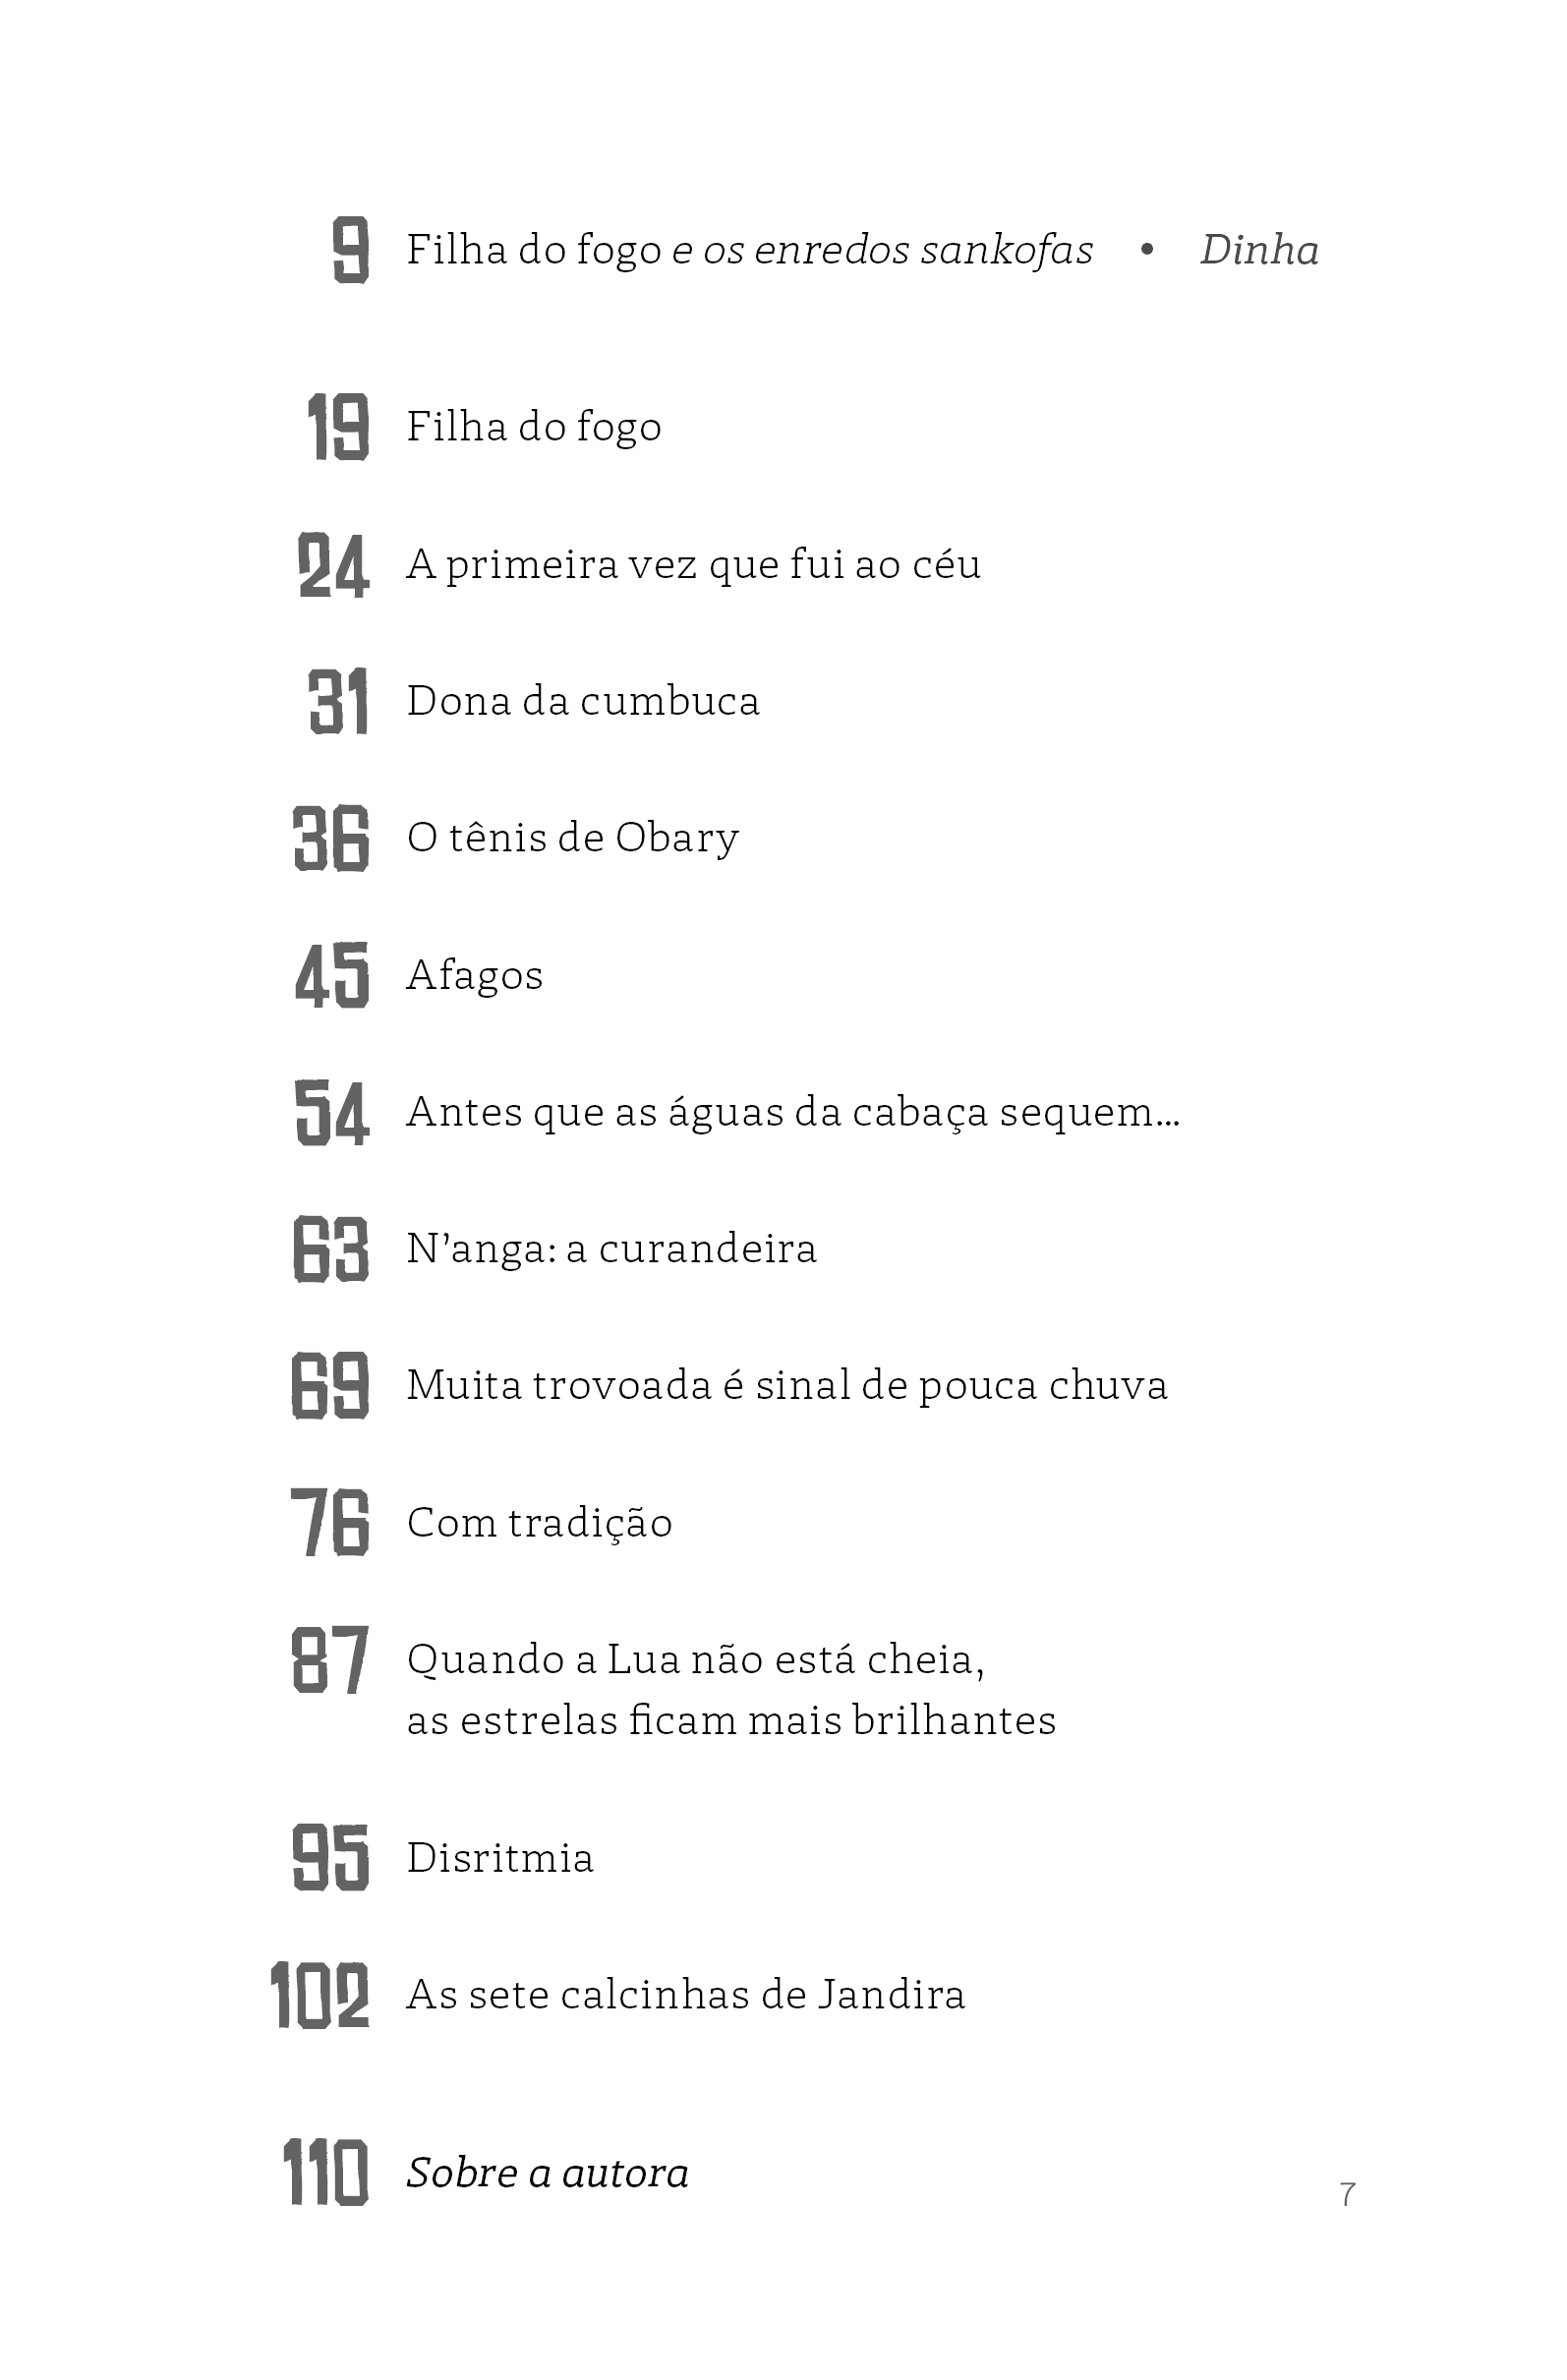 9 Filha do fogo e os enredos sankofas • Dinha
19 Filha do fogo
24 A primeira vez que fui ao céu
31 Dona da cumbuca
36 O tênis de Obary
45 Afagos
54 Antes que as águas da cabaça sequem...
63 N’anga: a curandeira
69 Muita trovoada é sinal de pouca chuva
76 Com tradição
87 Quando a Lua não está cheia,
as estrelas ficam mais brilhantes
95 Disritmia
102 As sete calcinhas de Jandira
110 Sobre a autora
7